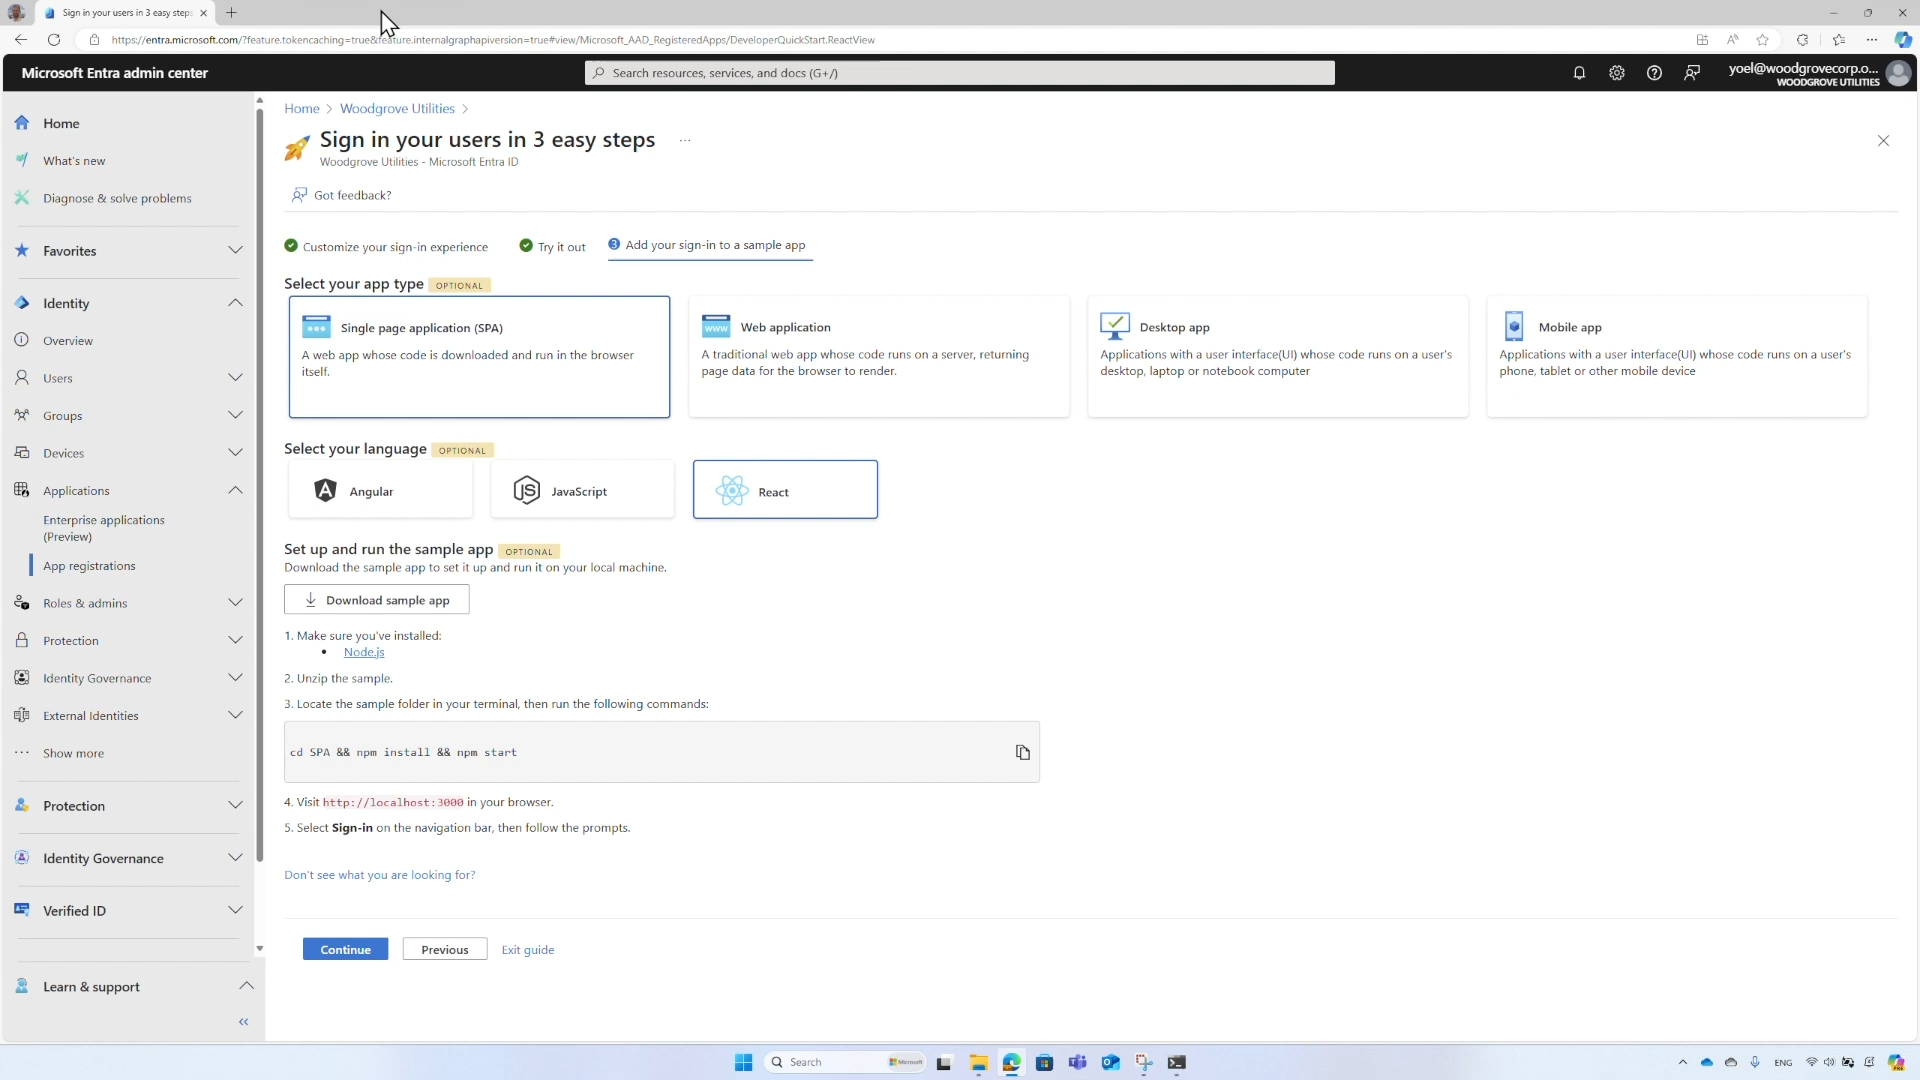 Sign in your users in 3 easy steps
https://entra.microsoft.com/?feature.tokencaching=true&feature.internalgraphapiversion=true#view/Microsoft_AAD_RegisteredApps/DeveloperQuickStart.ReactView
Microsoft Entra admin center
Search resources, services, and docs (G+/)
yoel@woodgrovecorp.o...
WOODGROVE UTILITIES
Home
What's new
Diagnose & solve problems
Favorites
Identity
Overview
Users
Groups
Devices
Applications
Enterprise applications
(Preview)
App registrations
Roles & admins
Protection
Identity Governance
External Identities
Show more
Protection
Identity Governance
Verified ID
Learn & support
Home > Woodgrove Utilities >
Sign in your users in 3 easy steps ...
Woodgrove Utilities - Microsoft Entra ID
Got feedback?
Customize your sign-in experience
Try it out
3 Add your sign-in to a sample app
Select your app type OPTIONAL
Single page application (SPA)
A web app whose code is downloaded and run in the browser
itself.
WWW
Web application
A traditional web app whose code runs on a server, returning
page data for the browser to render.
Desktop app
Applications with a user interface(UI) whose code runs on a user's
desktop, laptop or notebook computer
Mobile app
Applications with a user interface(UI) whose code runs on a user's
phone, tablet or other mobile device
Select your language OPTIONAL
A Angular
JS JavaScript
React
Set up and run the sample app OPTIONAL
Download the sample app to set it up and run it on your local machine.
Download sample app
1. Make sure you've installed:
• Node.js
2. Unzip the sample.
3. Locate the sample folder in your terminal, then run the following commands:
cd SPA && npm install && npm start
4. Visit http://localhost:3000 in your browser.
5. Select Sign-in on the navigation bar, then follow the prompts.
Don't see what you are looking for?
Continue
Previous
Exit guide
Search
Microsoft
ENG